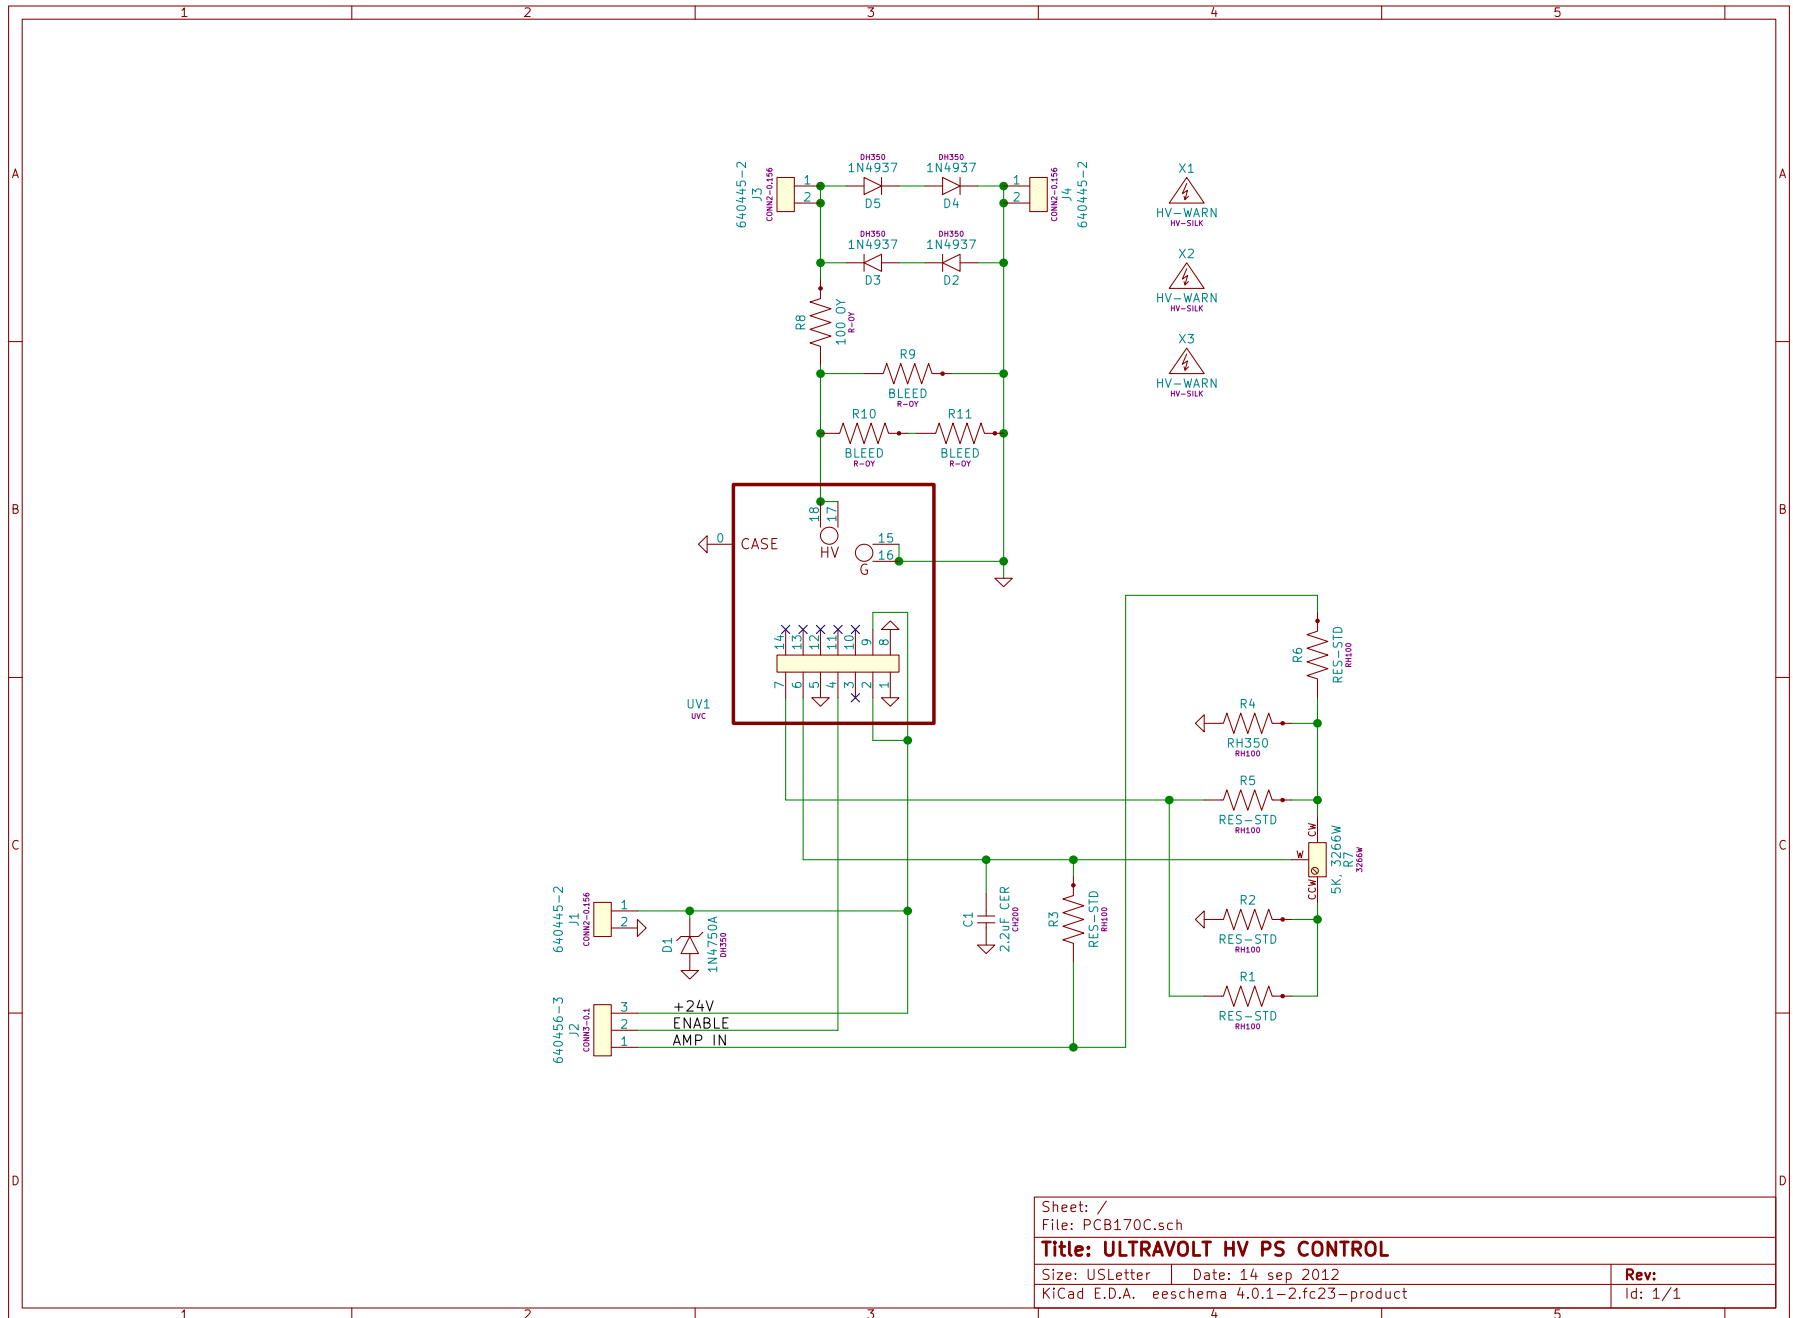 1 2 3 4 5
A A
B B
C C
D D
1 2 3 4 5
640445-2
J3
CONN2-0.156
1
2
DH350
1N4937
D5
DH350
1N4937
D4
1
2
CONN2-0.156
J4
640445-2
DH350
1N4937
D3
DH350
1N4937
D2
X1
HV-WARN
HV-SILK
X2
HV-WARN
HV-SILK
X3
HV-WARN
HV-SILK
R8
100 OY
R-OY
R9
BLEED
R-OY
R10
BLEED
R-OY
R11
BLEED
R-OY
0
CASE
18
17
HV
15
16
G
14
13
12
11
10
9
8
7
6
5
4
3
2
1
UV1
UVC
R6
RES-STD
RH100
R4
RH350
RH100
R5
RES-STD
RH100
CW
W
CCW
5K, 3266W
R7
3266W
R2
RES-STD
RH100
R1
RES-STD
RH100
C1
2.2uF CER
CH200
R3
RES-STD
RH100
640445-2
J1
CONN2-0.156
1
2
D1
1N4750A
DH350
640456-3
J2
CONN3-0.1
3
2
1
+24V
ENABLE
AMP IN
Sheet: /
File: PCB170C.sch
Title: ULTRAVOLT HV PS CONTROL
Size: USLetter Date: 14 sep 2012 Rev:
KiCad E.D.A. eeschema 4.0.1-2.fc23-product Id: 1/1